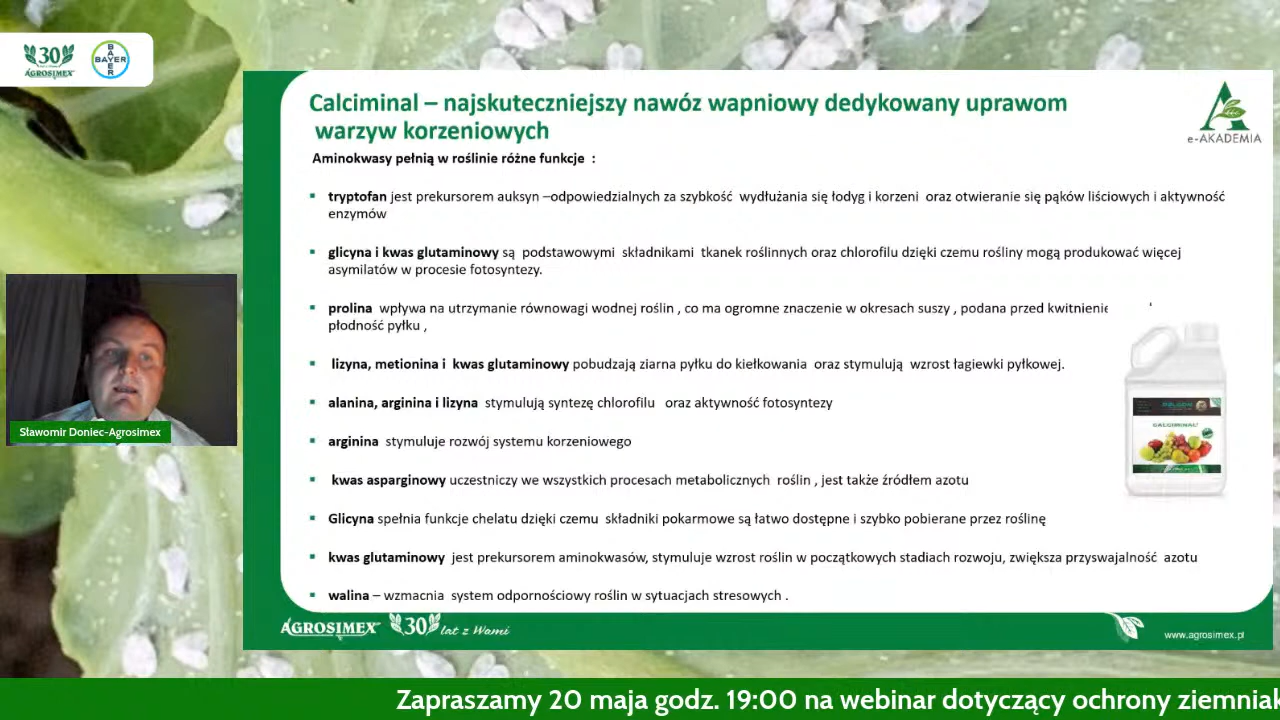 30
AGROSIMEX
BAYER
BAYER
Calciminal – najskuteczniejszy nawóz wapniowy dedykowany uprawom
warzyw korzeniowych
e-AKADEMIA
Aminokwasy pełnią w roślinie różne funkcje :
▪ tryptofan jest prekursorem auksyn –odpowiedzialnych za szybkość wydłużania się łodyg i korzeni oraz otwieranie się pąków liściowych i aktywność
enzymów
▪ glicyna i kwas glutaminowy są podstawowymi składnikami tkanek roślinnych oraz chlorofilu dzięki czemu rośliny mogą produkować więcej
asymilatów w procesie fotosyntezy.
▪ prolina wpływa na utrzymanie równowagi wodnej roślin , co ma ogromne znaczenie w okresach suszy , podana przed kwitnienie
płodność pyłku ,
▪ lizyna, metionina i kwas glutaminowy pobudzają ziarna pyłku do kiełkowania oraz stymulują wzrost łagiewki pyłkowej.
▪ alanina, arginina i lizyna stymulują syntezę chlorofilu oraz aktywność fotosyntezy
▪ arginina stymuluje rozwój systemu korzeniowego
▪ kwas asparginowy uczestniczy we wszystkich procesach metabolicznych roślin , jest także źródłem azotu
▪ Glicyna spełnia funkcje chelatu dzięki czemu składniki pokarmowe są łatwo dostępne i szybko pobierane przez roślinę
▪ kwas glutaminowy jest prekursorem aminokwasów, stymuluje wzrost roślin w początkowych stadiach rozwoju, zwiększa przyswajalność azotu
▪ walina – wzmacnia system odpornościowy roślin w sytuacjach stresowych .
CALCIMINAL
Sławomir Doniec-Agrosimex
AGROSIMEX 30 lat z Wami
www.agrosimex.pl
Zapraszamy 20 maja godz. 19:00 na webinar dotyczący ochrony ziemniak